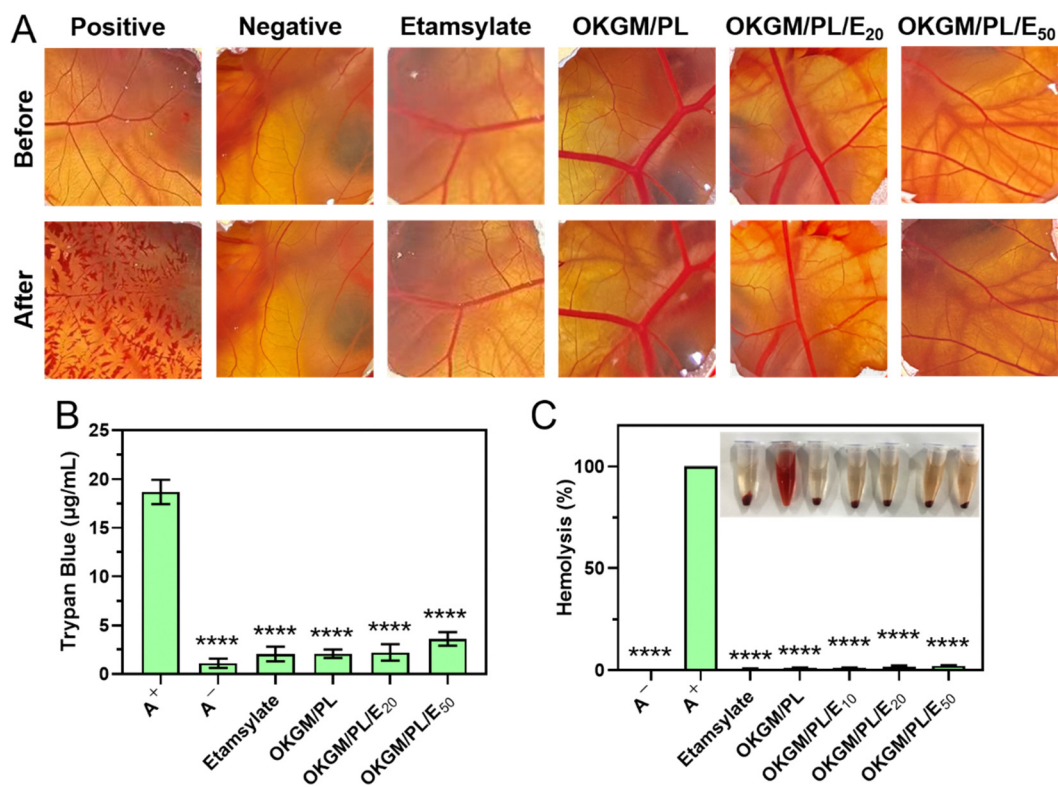 A Positive Negative Etamsylate OKGM/PL OKGM/PL/E₂₀ OKGM/PL/E₅₀
Before
After
B
Trypan Blue (μg/mL)
25
20
15
10
5
0
**** **** **** **** ****
A⁺ A⁻ Etamsylate OKGM/PL OKGM/PL/E₂₀ OKGM/PL/E₅₀
C
Hemolysis (%)
100
50
0
**** **** **** **** **** ****
A⁻ A⁺ Etamsylate OKGM/PL OKGM/PL/E₁₀ OKGM/PL/E₂₀ OKGM/PL/E₅₀